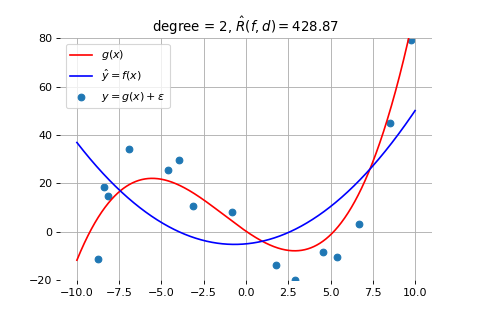 degree = 2, R̂(f, d) = 428.87
g(x)
ŷ = f(x)
y = g(x) + ε
80
60
40
20
0
−20
−10.0 −7.5 −5.0 −2.5 0.0 2.5 5.0 7.5 10.0